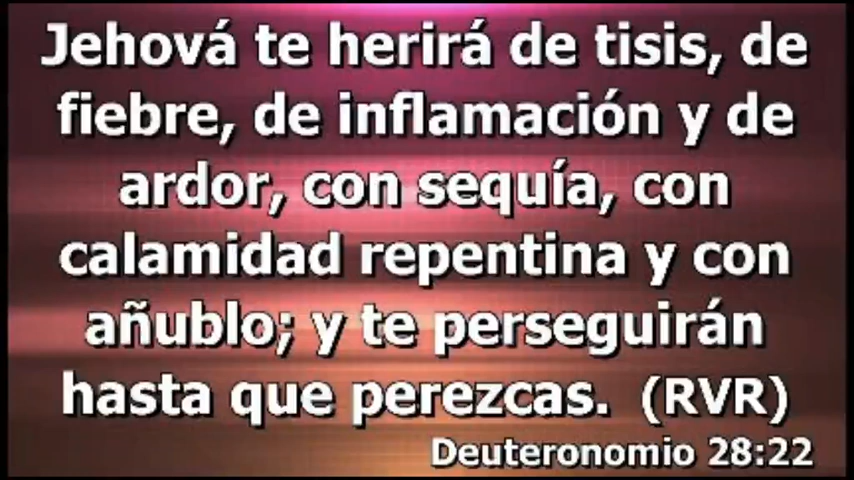 Jehová te herirá de tisis, de
fiebre, de inflamación y de
ardor, con sequía, con
calamidad repentina y con
añublo; y te perseguirán
hasta que perezcas. (RVR)
Deuteronomio 28:22